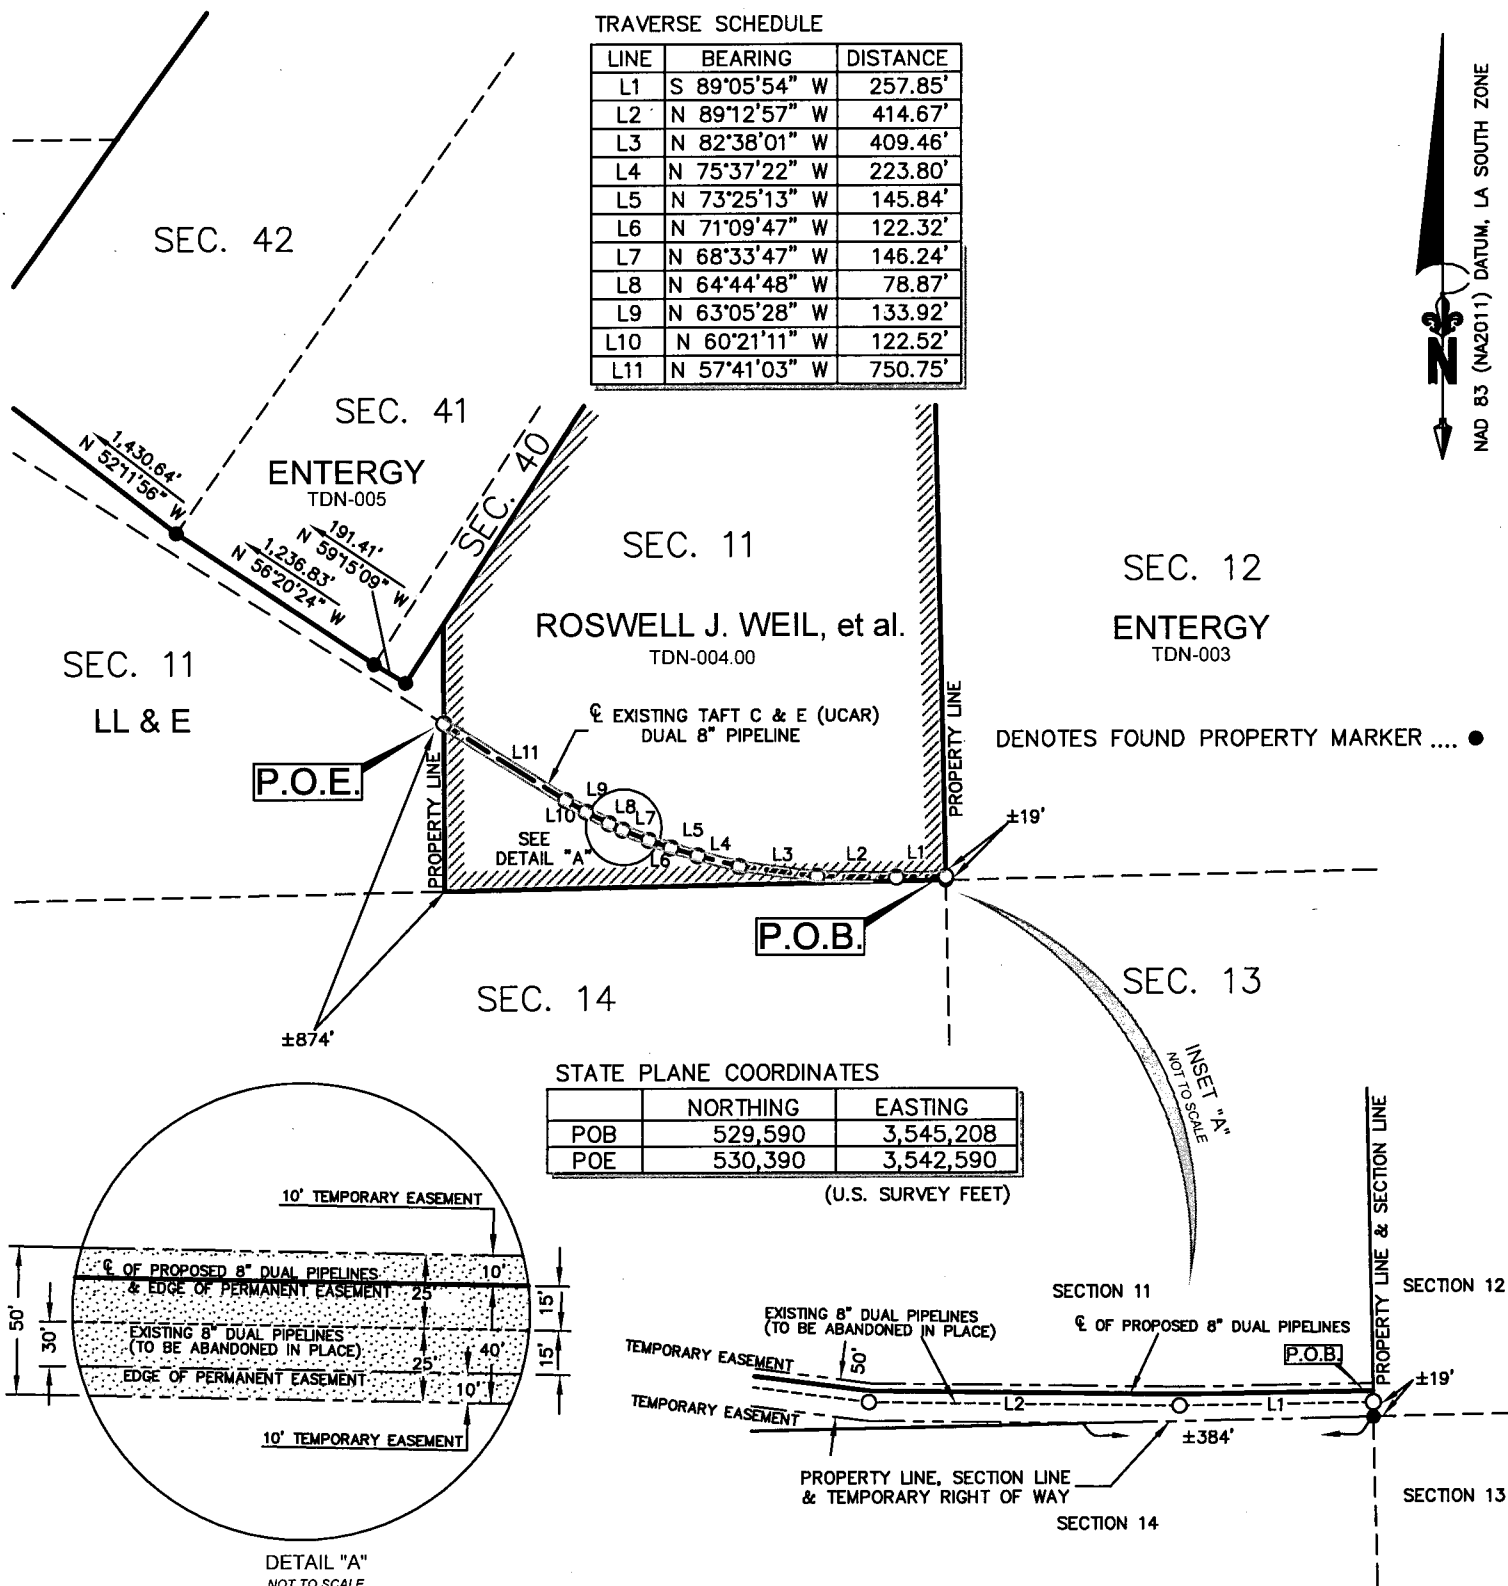 TRAVERSE SCHEDULE
LINE BEARING DISTANCE
L1 S 89°05'54" W 257.85'
L2 N 89°12'57" W 414.67'
L3 N 82°38'01" W 409.46'
L4 N 75°37'22" W 223.80'
L5 N 73°25'13" W 145.84'
L6 N 71°09'47" W 122.32'
L7 N 68°33'47" W 146.24'
L8 N 64°44'48" W 78.87'
L9 N 63°05'28" W 133.92'
L10 N 60°21'11" W 122.52'
L11 N 57°41'03" W 750.75'
NAD 83 (NA2011) DATUM, LA SOUTH ZONE
N
SEC. 42
SEC. 41
ENTERGY
TDN-005
SEC. 40
1,430.64'
N 52°11'56" W
191.41'
N 59°15'09" W
1,236.83'
N 56°20'24" W
SEC. 11
LL & E
SEC. 11
ROSWELL J. WEIL, et al.
TDN-004.00
SEC. 12
ENTERGY
TDN-003
PROPERTY LINE
℄ EXISTING TAFT C & E (UCAR)
DUAL 8" PIPELINE
DENOTES FOUND PROPERTY MARKER ....
P.O.E.
PROPERTY LINE
L11
L10
L9
L8
L7
L6
L5
L4
L3
L2
L1
SEE
DETAIL "A"
±19'
P.O.B.
SEC. 14
SEC. 13
±874'
INSET "A"
NOT TO SCALE
STATE PLANE COORDINATES
NORTHING EASTING
POB 529,590 3,545,208
POE 530,390 3,542,590
(U.S. SURVEY FEET)
10' TEMPORARY EASEMENT
℄ OF PROPOSED 8" DUAL PIPELINES
& EDGE OF PERMANENT EASEMENT
10'
25'
15'
50'
30'
EXISTING 8" DUAL PIPELINES
(TO BE ABANDONED IN PLACE)
40'
25'
15'
EDGE OF PERMANENT EASEMENT
10'
10' TEMPORARY EASEMENT
DETAIL "A"
NOT TO SCALE
PROPERTY LINE & SECTION LINE
SECTION 11
SECTION 12
EXISTING 8" DUAL PIPELINES
(TO BE ABANDONED IN PLACE)
℄ OF PROPOSED 8" DUAL PIPELINES
TEMPORARY EASEMENT
50'
P.O.B.
±19'
TEMPORARY EASEMENT
L2
L1
±384'
PROPERTY LINE, SECTION LINE
& TEMPORARY RIGHT OF WAY
SECTION 14
SECTION 13